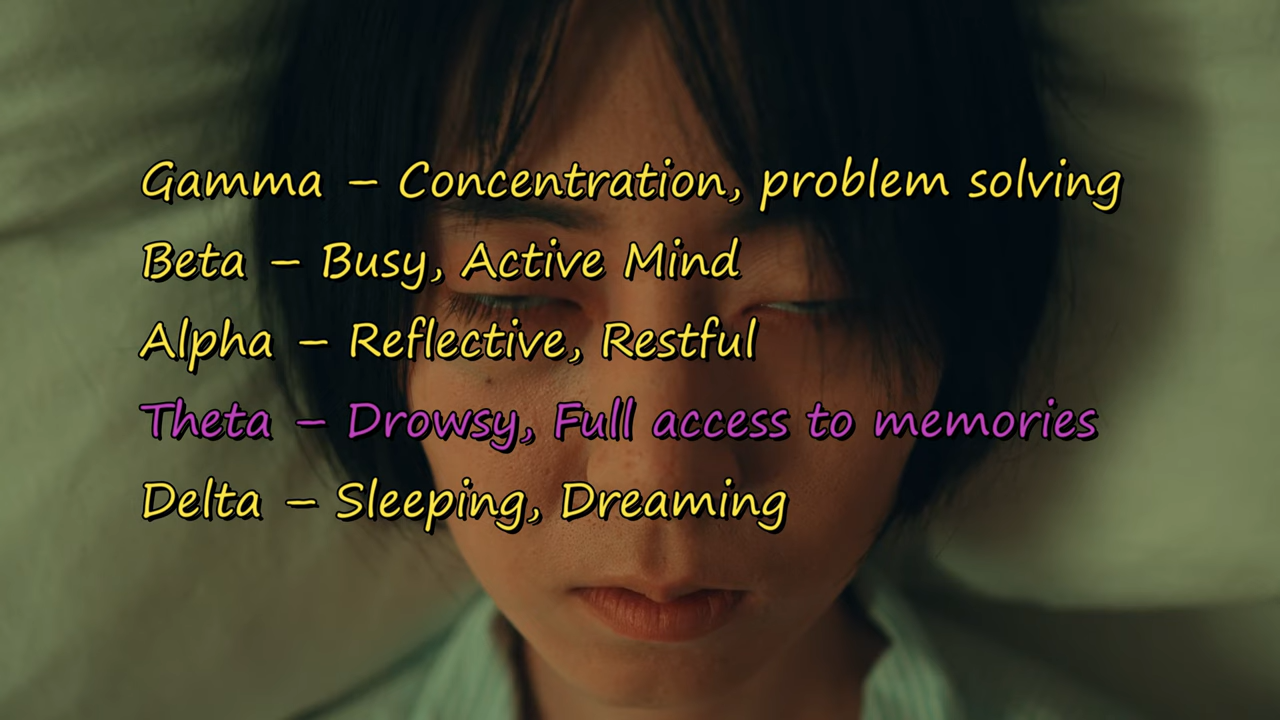 Gamma – Concentration, problem solving
Beta – Busy, Active Mind
Alpha – Reflective, Restful
Theta – Drowsy, Full access to memories
Delta – Sleeping, Dreaming